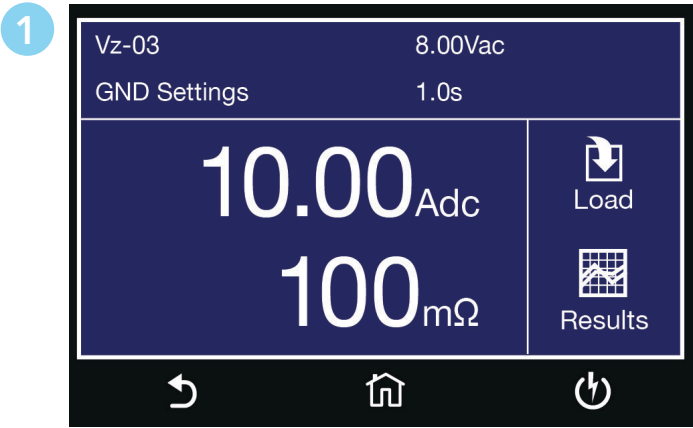 1
Vz-03 8.00Vac
GND Settings 1.0s
10.00Adc
100mΩ
Load
Results